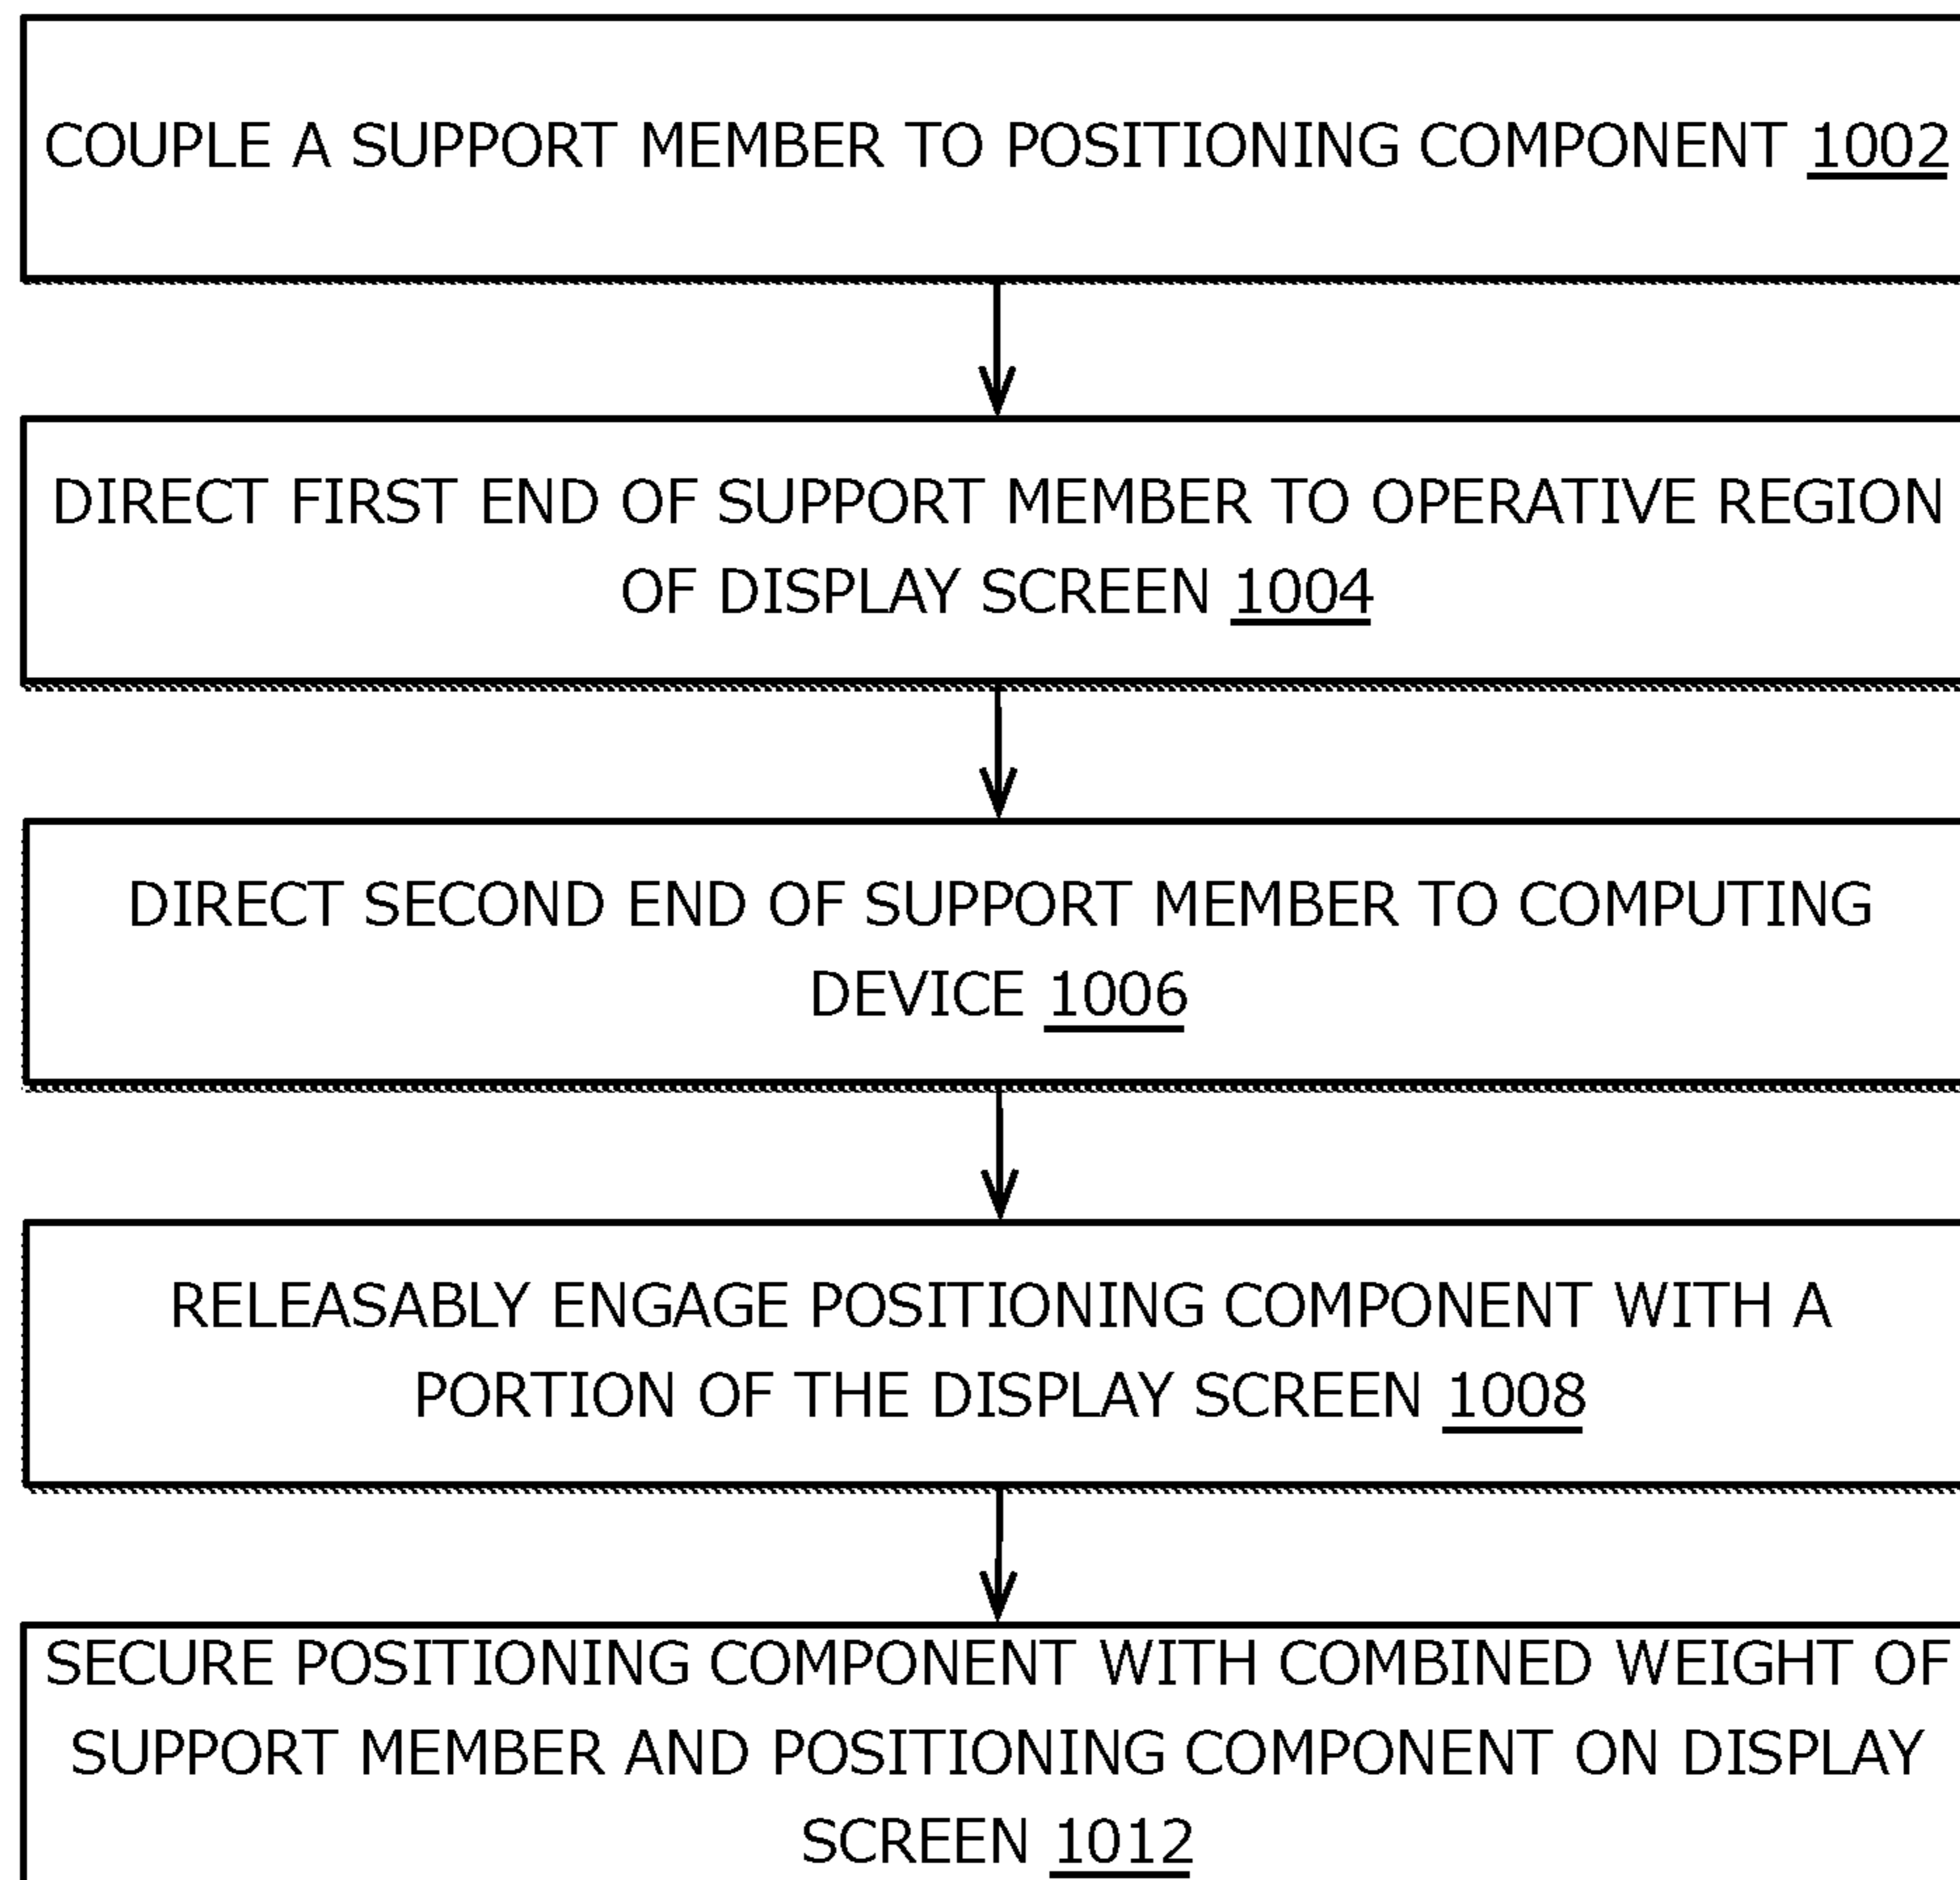 COUPLE A SUPPORT MEMBER TO POSITIONING COMPONENT 1002
DIRECT FIRST END OF SUPPORT MEMBER TO OPERATIVE REGION
OF DISPLAY SCREEN 1004
DIRECT SECOND END OF SUPPORT MEMBER TO COMPUTING
DEVICE 1006
RELEASABLY ENGAGE POSITIONING COMPONENT WITH A
PORTION OF THE DISPLAY SCREEN 1008
SECURE POSITIONING COMPONENT WITH COMBINED WEIGHT OF
SUPPORT MEMBER AND POSITIONING COMPONENT ON DISPLAY
SCREEN 1012